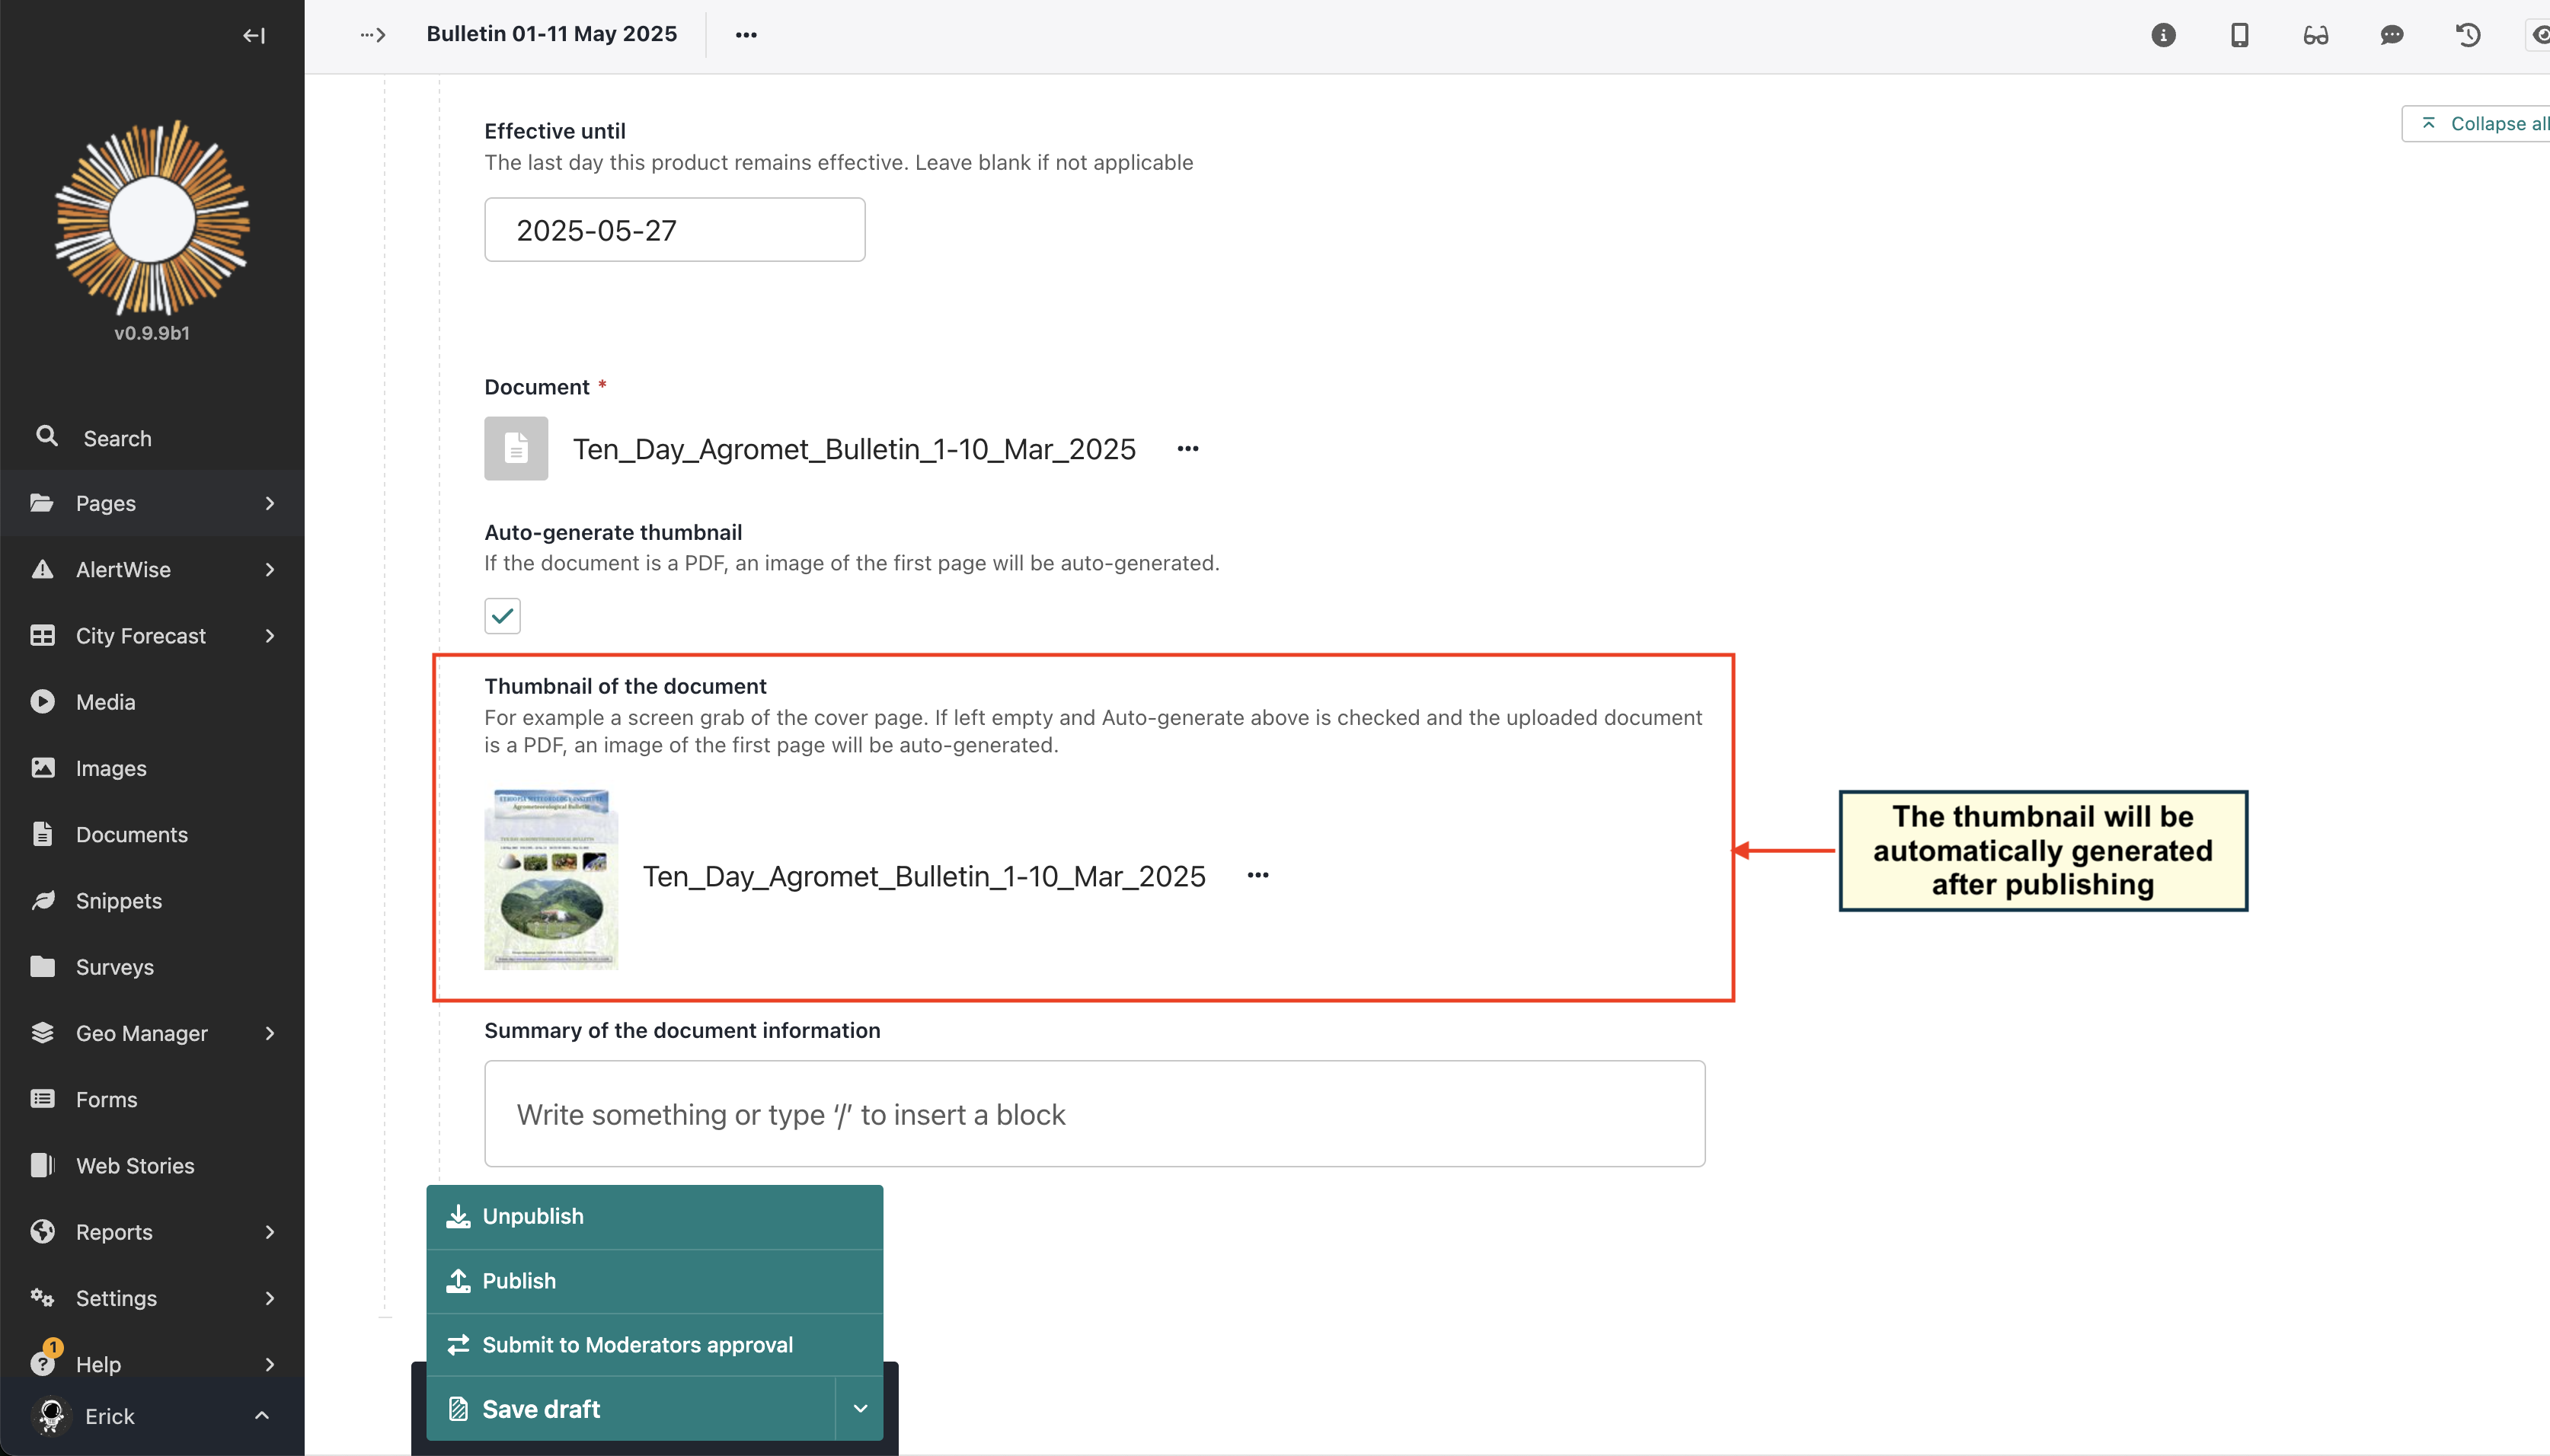 Bulletin 01-11 May 2025
Collapse all
v0.9.9b1
Search
Pages
AlertWise
City Forecast
Media
Images
Documents
Snippets
Surveys
Geo Manager
Forms
Web Stories
Reports
Settings
1
Help
Erick
Effective until
The last day this product remains effective. Leave blank if not applicable
2025-05-27
Document *
Ten_Day_Agromet_Bulletin_1-10_Mar_2025
Auto-generate thumbnail
If the document is a PDF, an image of the first page will be auto-generated.
Thumbnail of the document
For example a screen grab of the cover page. If left empty and Auto-generate above is checked and the uploaded document
is a PDF, an image of the first page will be auto-generated.
Agrometeorological Bulletin
Ten_Day_Agromet_Bulletin_1-10_Mar_2025
The thumbnail will be
automatically generated
after publishing
Summary of the document information
Write something or type ‘/’ to insert a block
Unpublish
Publish
Submit to Moderators approval
Save draft